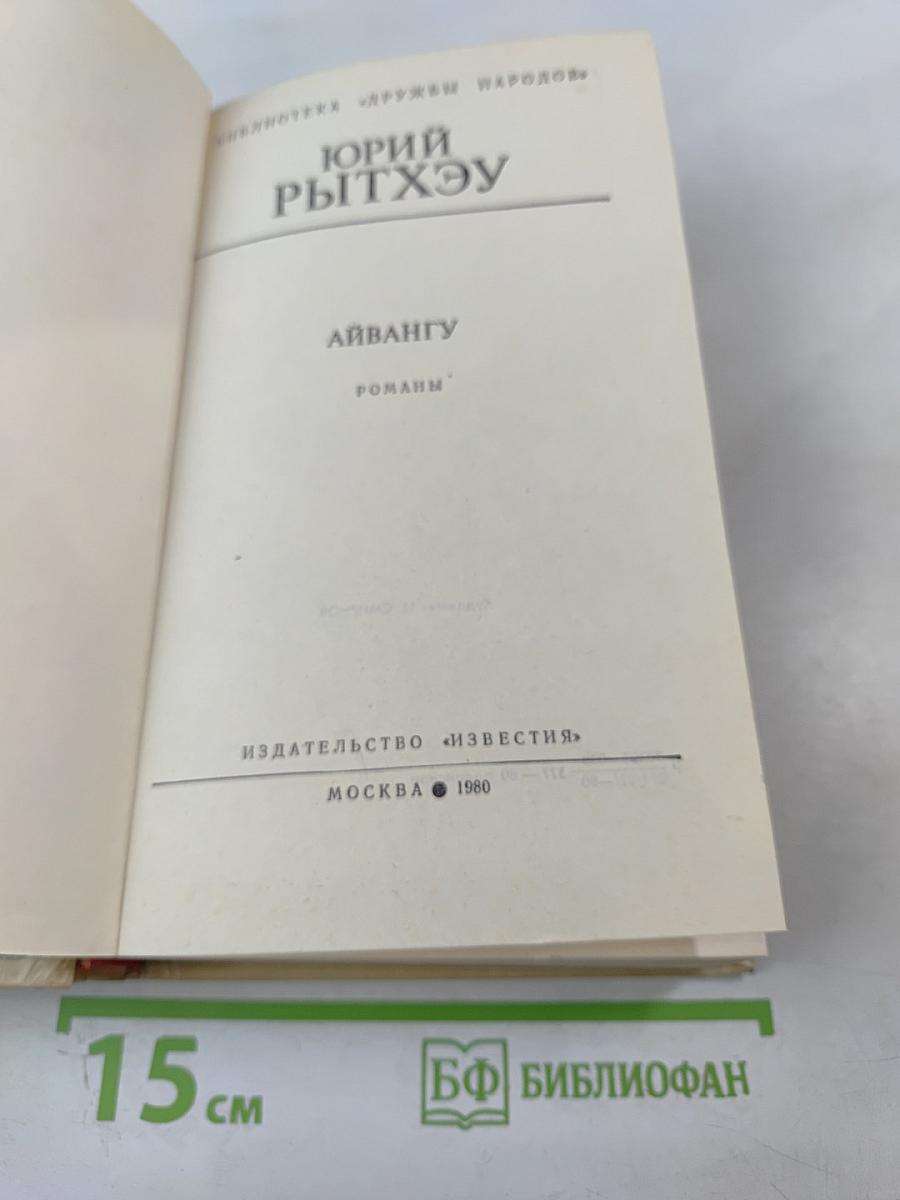 БИБЛИОТЕКА «ДРУЖБЫ НАРОДОВ»
ЮРИЙ
РЫТХЭУ
АЙВАНГУ
РОМАНЫ
ИЗДАТЕЛЬСТВО «ИЗВЕСТИЯ»
МОСКВА ● 1980
15 см
БФ БИБЛИОФАН